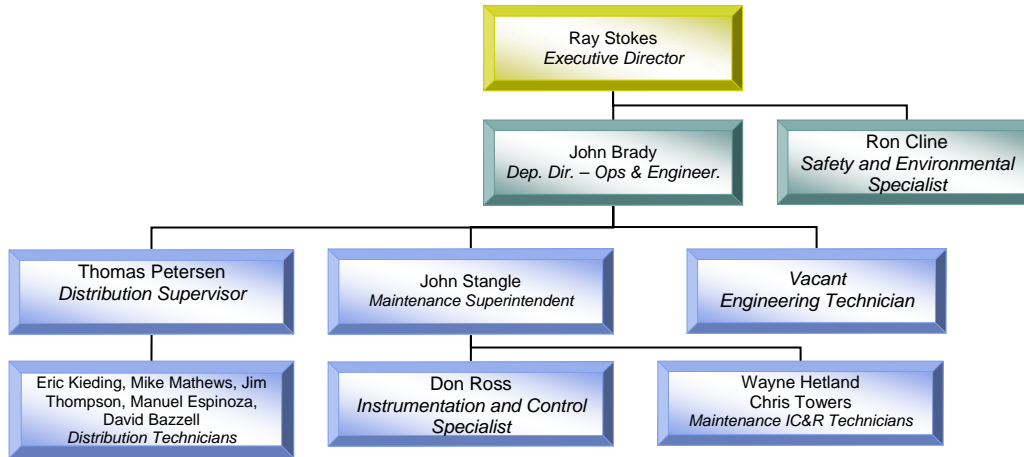 Ray Stokes
Executive Director
John Brady
Dep. Dir. – Ops & Engineer.
Ron Cline
Safety and Environmental
Specialist
Thomas Petersen
Distribution Supervisor
John Stangle
Maintenance Superintendent
Vacant
Engineering Technician
Eric Kieding, Mike Mathews, Jim
Thompson, Manuel Espinoza,
David Bazzell
Distribution Technicians
Don Ross
Instrumentation and Control
Specialist
Wayne Hetland
Chris Towers
Maintenance IC&R Technicians